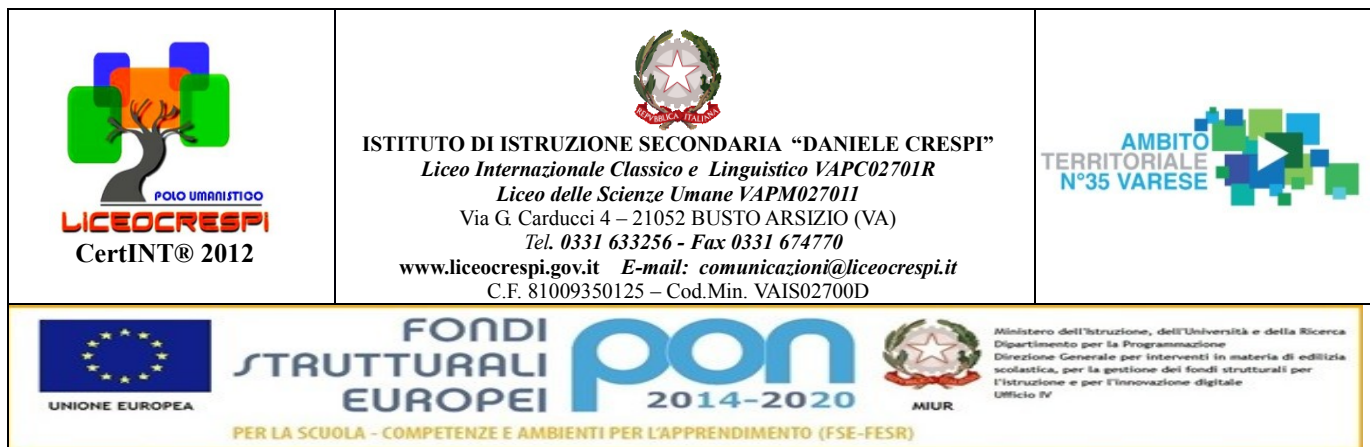 POLO UMANISTICO
LICEOCRESPI
CertINT® 2012
REPVBBLICA ITALIANA
ISTITUTO DI ISTRUZIONE SECONDARIA “DANIELE CRESPI”
Liceo Internazionale Classico e Linguistico VAPC02701R
Liceo delle Scienze Umane VAPM027011
Via G. Carducci 4 – 21052 BUSTO ARSIZIO (VA)
Tel. 0331 633256 - Fax 0331 674770
www.liceocrespi.gov.it E-mail: comunicazioni@liceocrespi.it
C.F. 81009350125 – Cod.Min. VAIS02700D
AMBITO
TERRITORIALE
N°35 VARESE
UNIONE EUROPEA
FONDI
STRUTTURALI
EUROPEI
pon
2014-2020
MIUR
Ministero dell'Istruzione, dell'Università e della Ricerca
Dipartimento per la Programmazione
Direzione Generale per interventi in materia di edilizia
scolastica, per la gestione dei fondi strutturali per
l'istruzione e per l'innovazione digitale
Ufficio IV
PER LA SCUOLA - COMPETENZE E AMBIENTI PER L'APPRENDIMENTO (FSE-FESR)